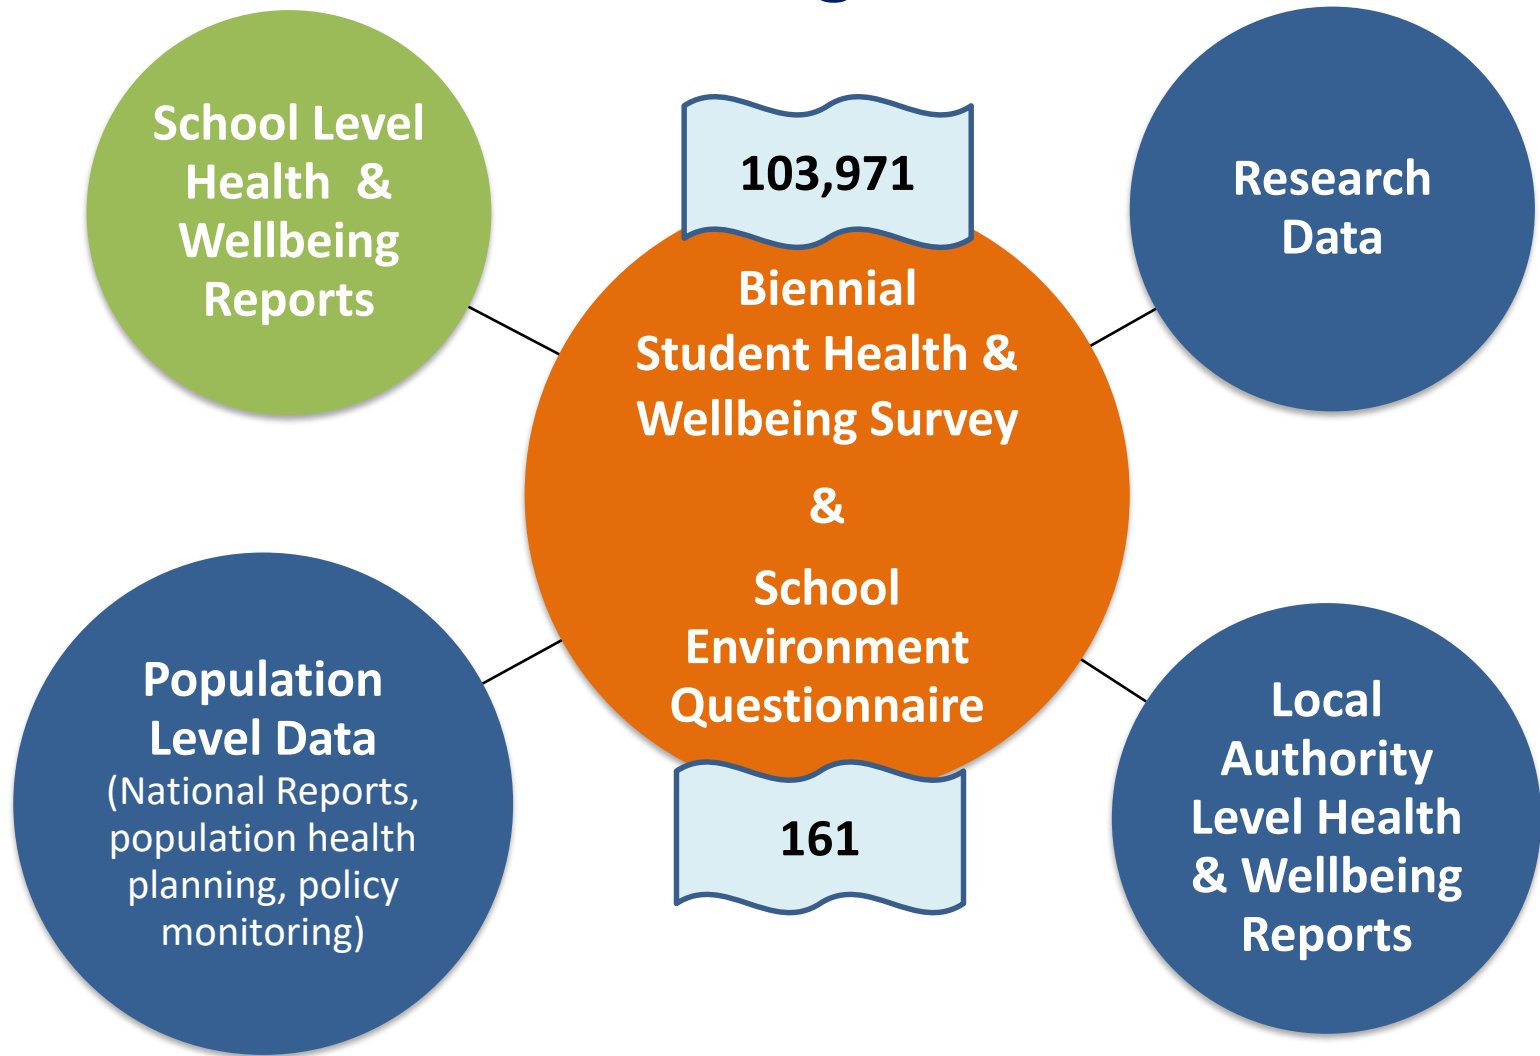 School Level
Health &
Wellbeing
Reports
103,971
Research
Data
Biennial
Student Health &
Wellbeing Survey
&
School
Environment
Questionnaire
161
Population
Level Data
(National Reports,
population health
planning, policy
monitoring)
Local
Authority
Level Health
& Wellbeing
Reports